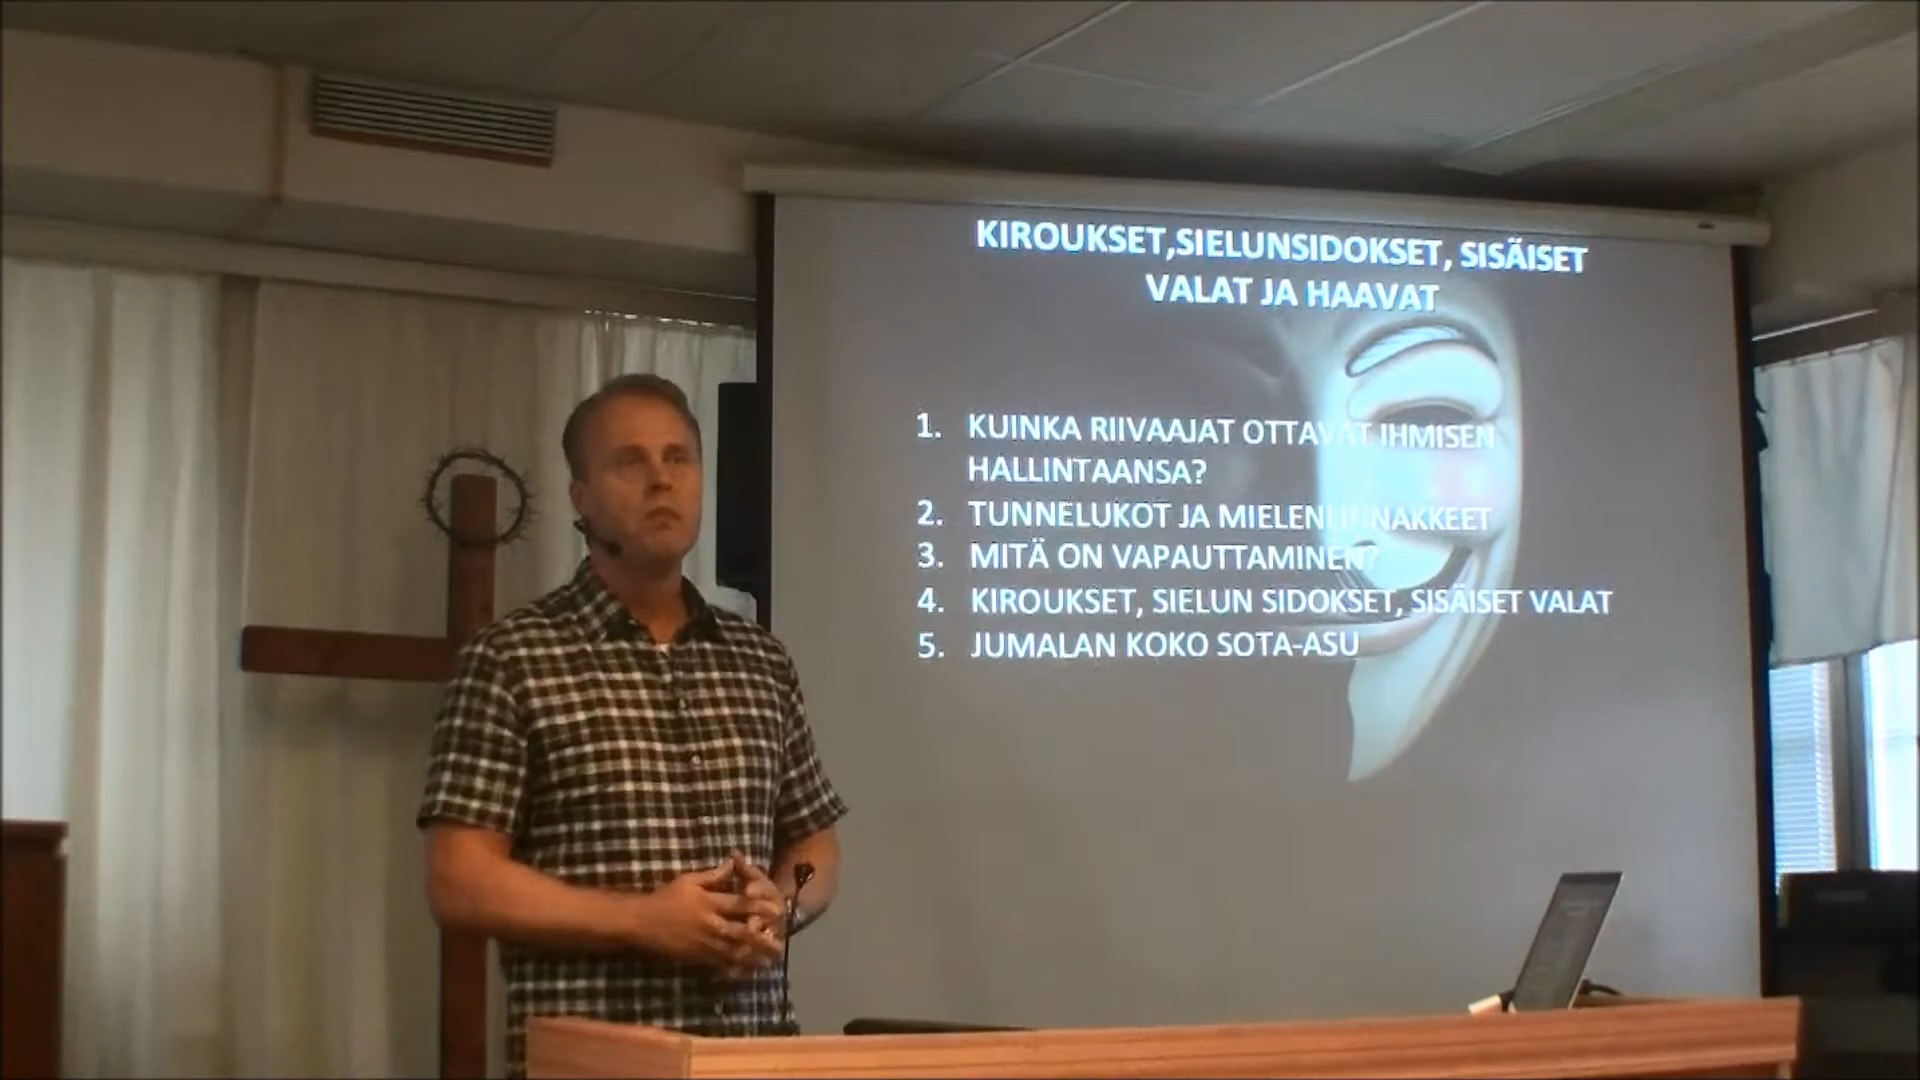 KIROUKSET,SIELUNSIDOKSET, SISÄISET
VALAT JA HAAVAT
1. KUINKA RIIVAAJAT OTTAVAT IHMISEN
HALLINTAANSA?
2. TUNNELUKOT JA
3. MITÄ ON VAPAUTTAMINEN?
4. KIROUKSET, SIELUN SIDOKSET, SISÄISET VALAT
5. JUMALAN KOKO SOTA-ASU